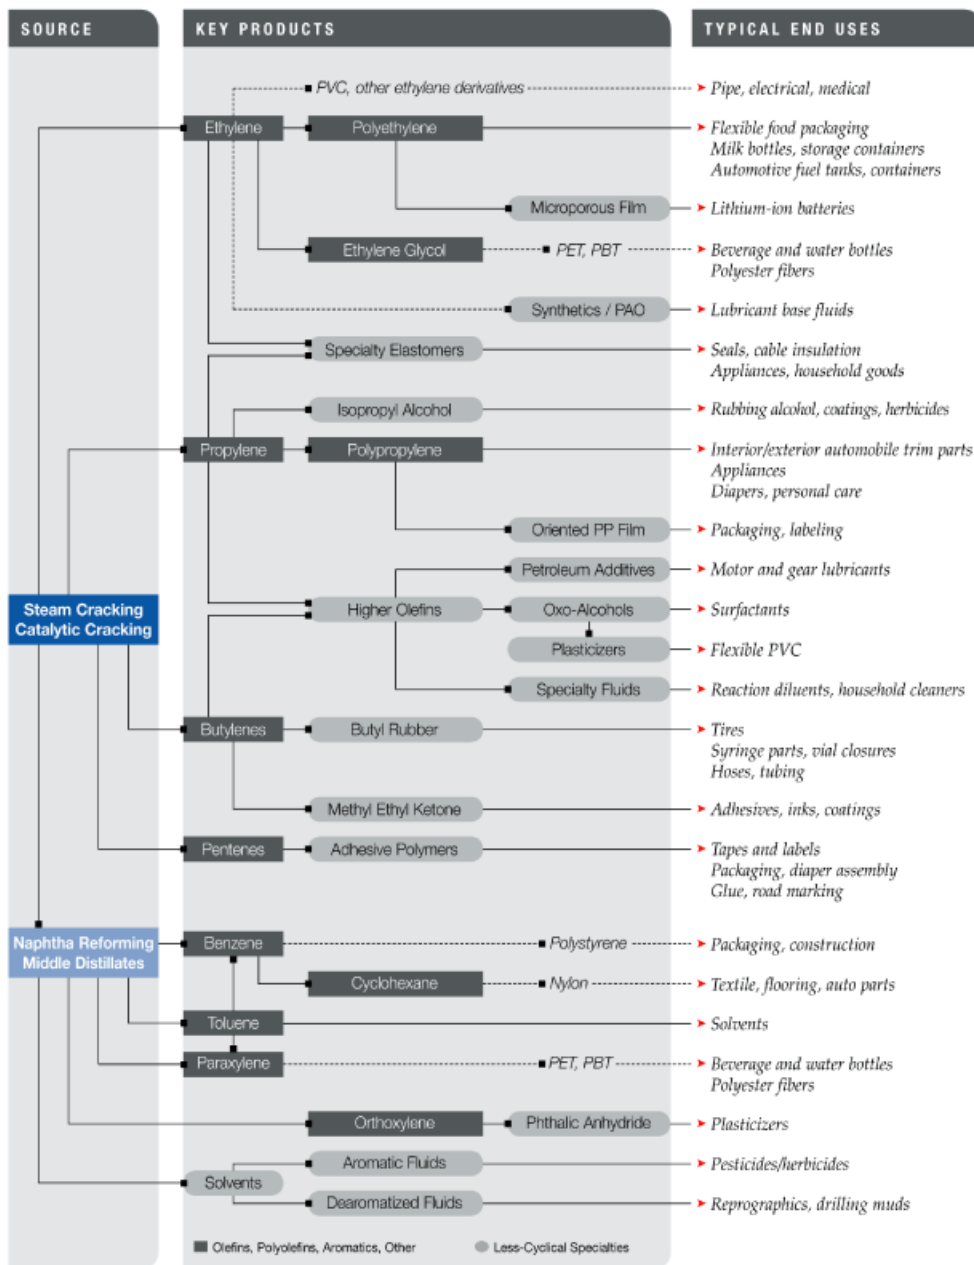 SOURCE
KEY PRODUCTS
TYPICAL END USES
PVC, other ethylene derivatives
Pipe, electrical, medical
Ethylene
Polyethylene
Flexible food packaging
Milk bottles, storage containers
Automotive fuel tanks, containers
Microporous Film
Lithium-ion batteries
Ethylene Glycol
PET, PBT
Beverage and water bottles
Polyester fibers
Synthetics / PAO
Lubricant base fluids
Specialty Elastomers
Seals, cable insulation
Appliances, household goods
Isopropyl Alcohol
Rubbing alcohol, coatings, herbicides
Propylene
Polypropylene
Interior/exterior automobile trim parts
Appliances
Diapers, personal care
Oriented PP Film
Packaging, labeling
Petroleum Additives
Motor and gear lubricants
Steam Cracking
Catalytic Cracking
Higher Olefins
Oxo-Alcohols
Surfactants
Plasticizers
Flexible PVC
Specialty Fluids
Reaction diluents, household cleaners
Butylenes
Butyl Rubber
Tires
Syringe parts, vial closures
Hoses, tubing
Methyl Ethyl Ketone
Adhesives, inks, coatings
Pentenes
Adhesive Polymers
Tapes and labels
Packaging, diaper assembly
Glue, road marking
Naphtha Reforming
Middle Distillates
Benzene
Polystyrene
Packaging, construction
Cyclohexane
Nylon
Textile, flooring, auto parts
Toluene
Solvents
Paraxylene
PET, PBT
Beverage and water bottles
Polyester fibers
Orthoxylene
Phthalic Anhydride
Plasticizers
Solvents
Aromatic Fluids
Pesticides/herbicides
Dearomatized Fluids
Reprographics, drilling muds
Olefins, Polyolefins, Aromatics, Other
Less-Cyclical Specialties